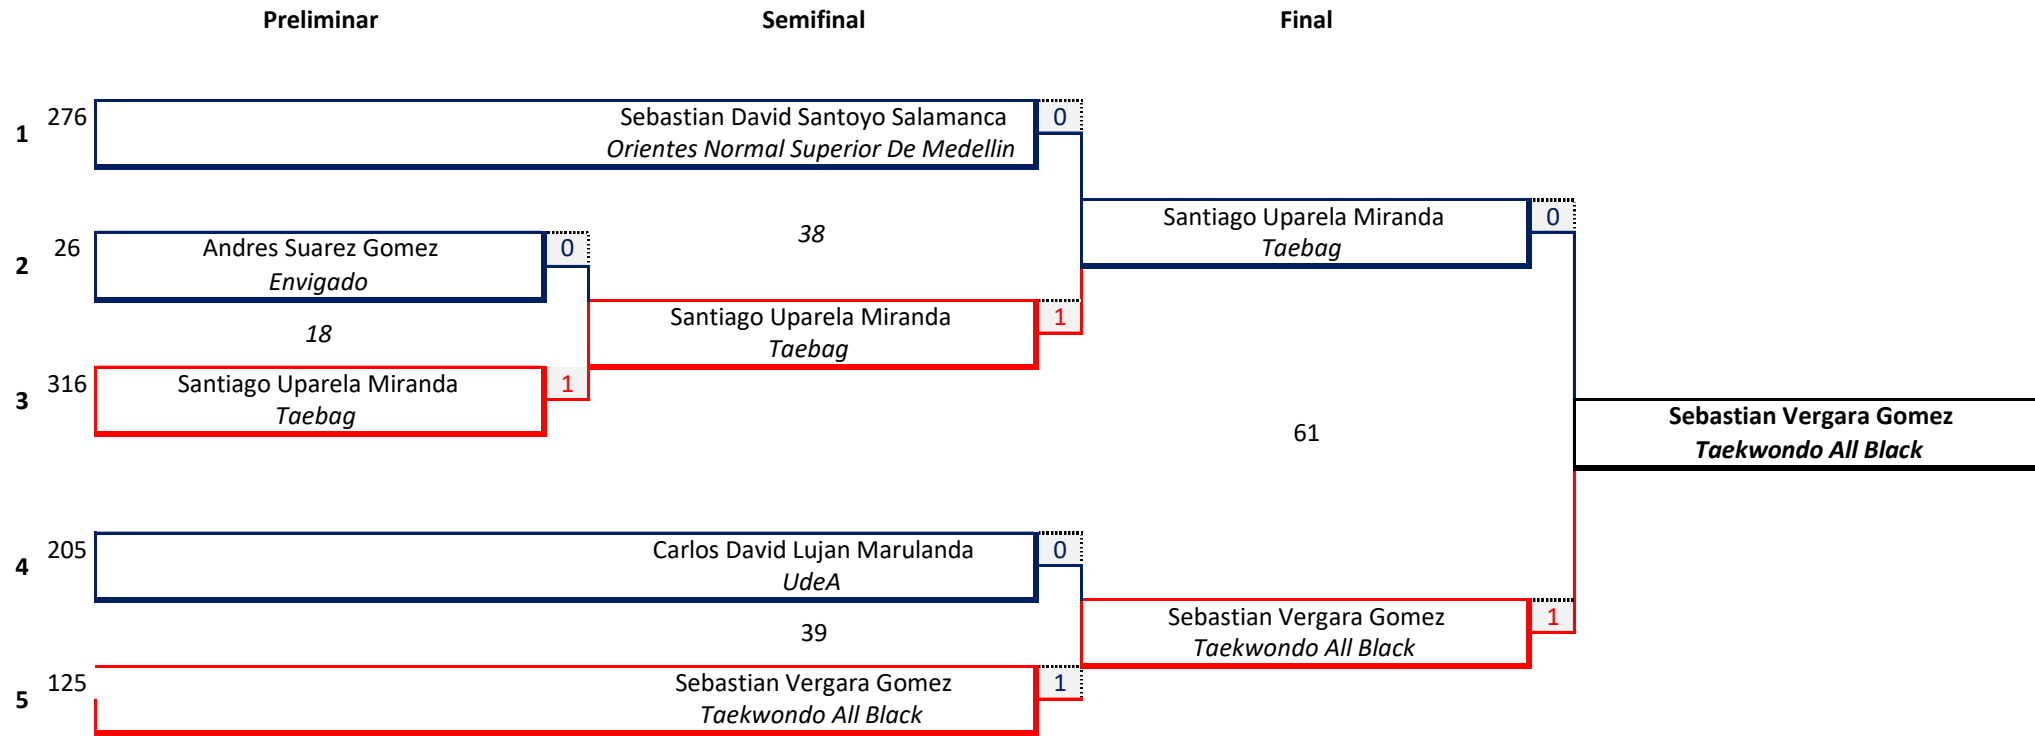 Preliminar Semifinal Final
276
1
Sebastian David Santoyo Salamanca 0
Orientes Normal Superior De Medellin
26
2
Andres Suarez Gomez 0
Envigado
38
Santiago Uparela Miranda 0
Taebag
18
Santiago Uparela Miranda 1
Taebag
316
3
Santiago Uparela Miranda 1
Taebag
61
Sebastian Vergara Gomez
Taekwondo All Black
205
4
Carlos David Lujan Marulanda 0
UdeA
39
Sebastian Vergara Gomez 1
Taekwondo All Black
125
5
Sebastian Vergara Gomez 1
Taekwondo All Black